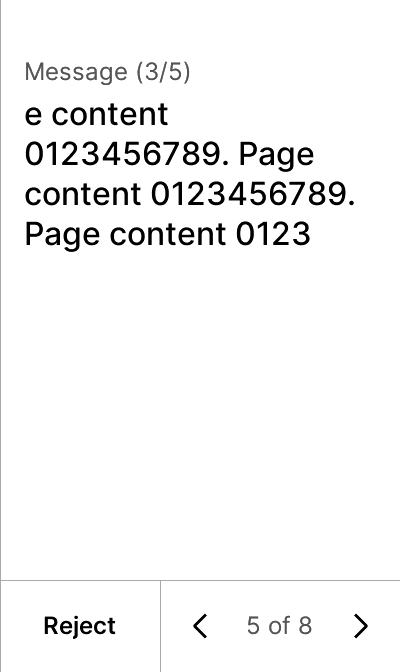 Message (3/5)
e content
0123456789. Page
content 0123456789.
Page content 0123
Reject
5 of 8